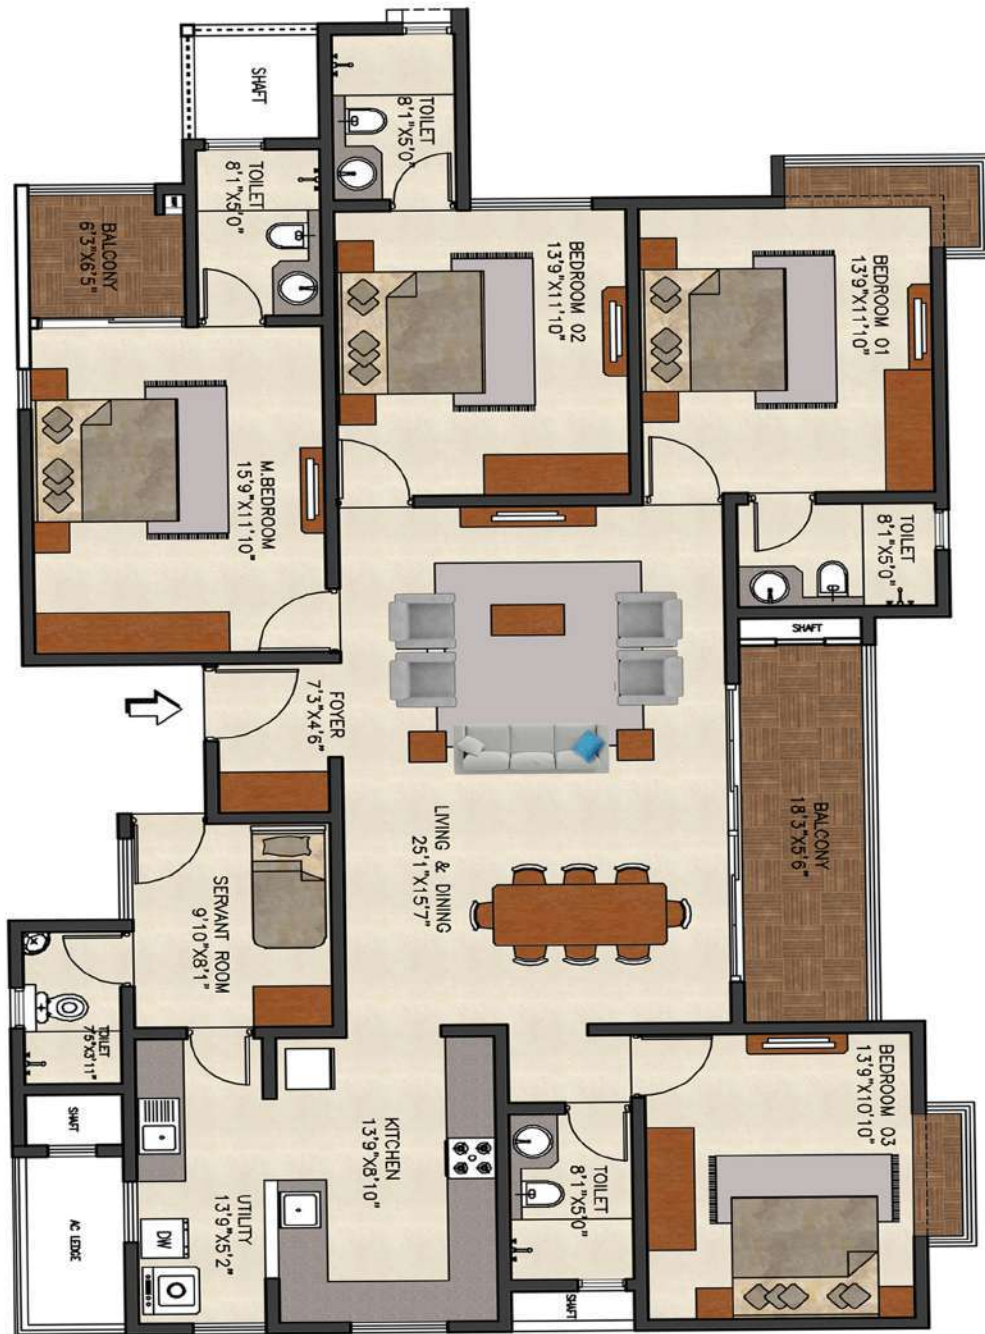 SHAFT
TOILET
8'1"X5'0"
TOILET
8'1"X5'0"
BALCONY
6'3"X6'5"
BEDROOM 02
13'9"X11'10"
BEDROOM 01
13'9"X11'10"
M.BEDROOM
15'9"X11'10"
TOILET
8'1"X5'0"
SHAFT
FOYER
7'3"X4'6"
LIVING & DINING
25'1"X15'7"
BALCONY
18'3"X5'6"
SERVANT ROOM
9'10"X8'1"
TOILET
7'5"X3'11"
SHAFT
AC LEDGE
UTILITY
13'9"X5'2"
DW
KITCHEN
13'9"X8'10"
TOILET
8'1"X5'0"
SHAFT
BEDROOM 03
13'9"X10'10"